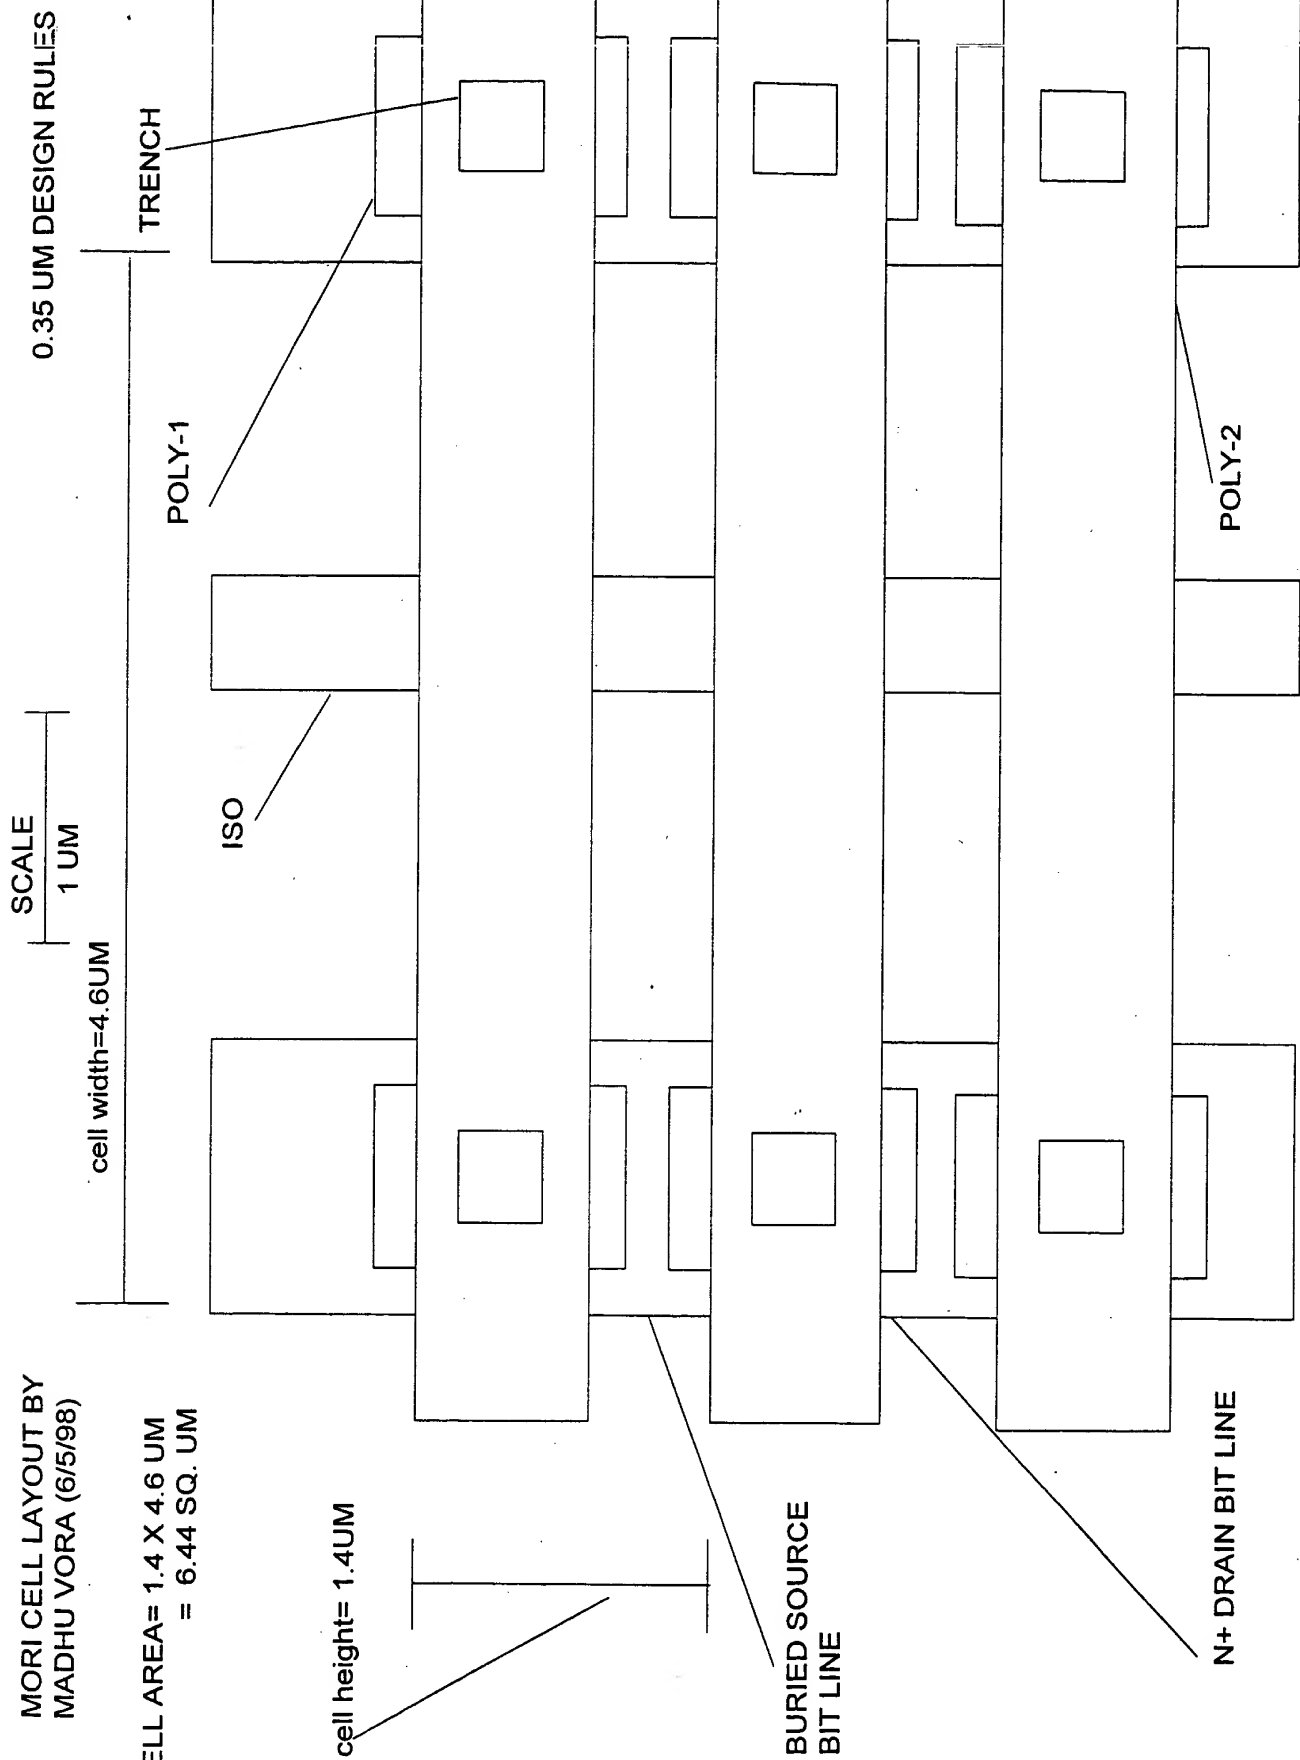 MORI CELL LAYOUT BY
MADHU VORA (6/5/98)
SCALE
1 UM
0.35 UM DESIGN RULES
ELL AREA= 1.4 X 4.6 UM
= 6.44 SQ. UM
cell width=4.6UM
TRENCH
POLY-1
ISO
cell height= 1.4UM
BURIED SOURCE
BIT LINE
N+ DRAIN BIT LINE
POLY-2